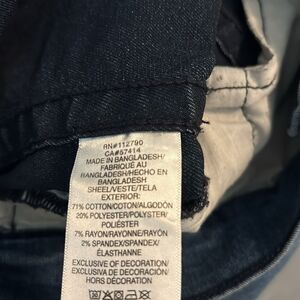 RN#112790
CA#57414
MADE IN BANGLADESH/
FABRIQUÉ AU
BANGLADESH/HECHO EN
BANGLADESH
SHELL/VESTE/TELA
EXTERIOR:
71% COTTON/COTON/ALGODÓN
20% POLYESTER/POLYESTER/
POLIÉSTER
7% RAYON/RAYONNE/RAYÓN
2% SPANDEX/SPANDEX/
ÉLASTHANNE
EXCLUSIVE OF DECORATION/
EXCLUSIVA DE DECORACIÓN/
HORS DÉCORATION